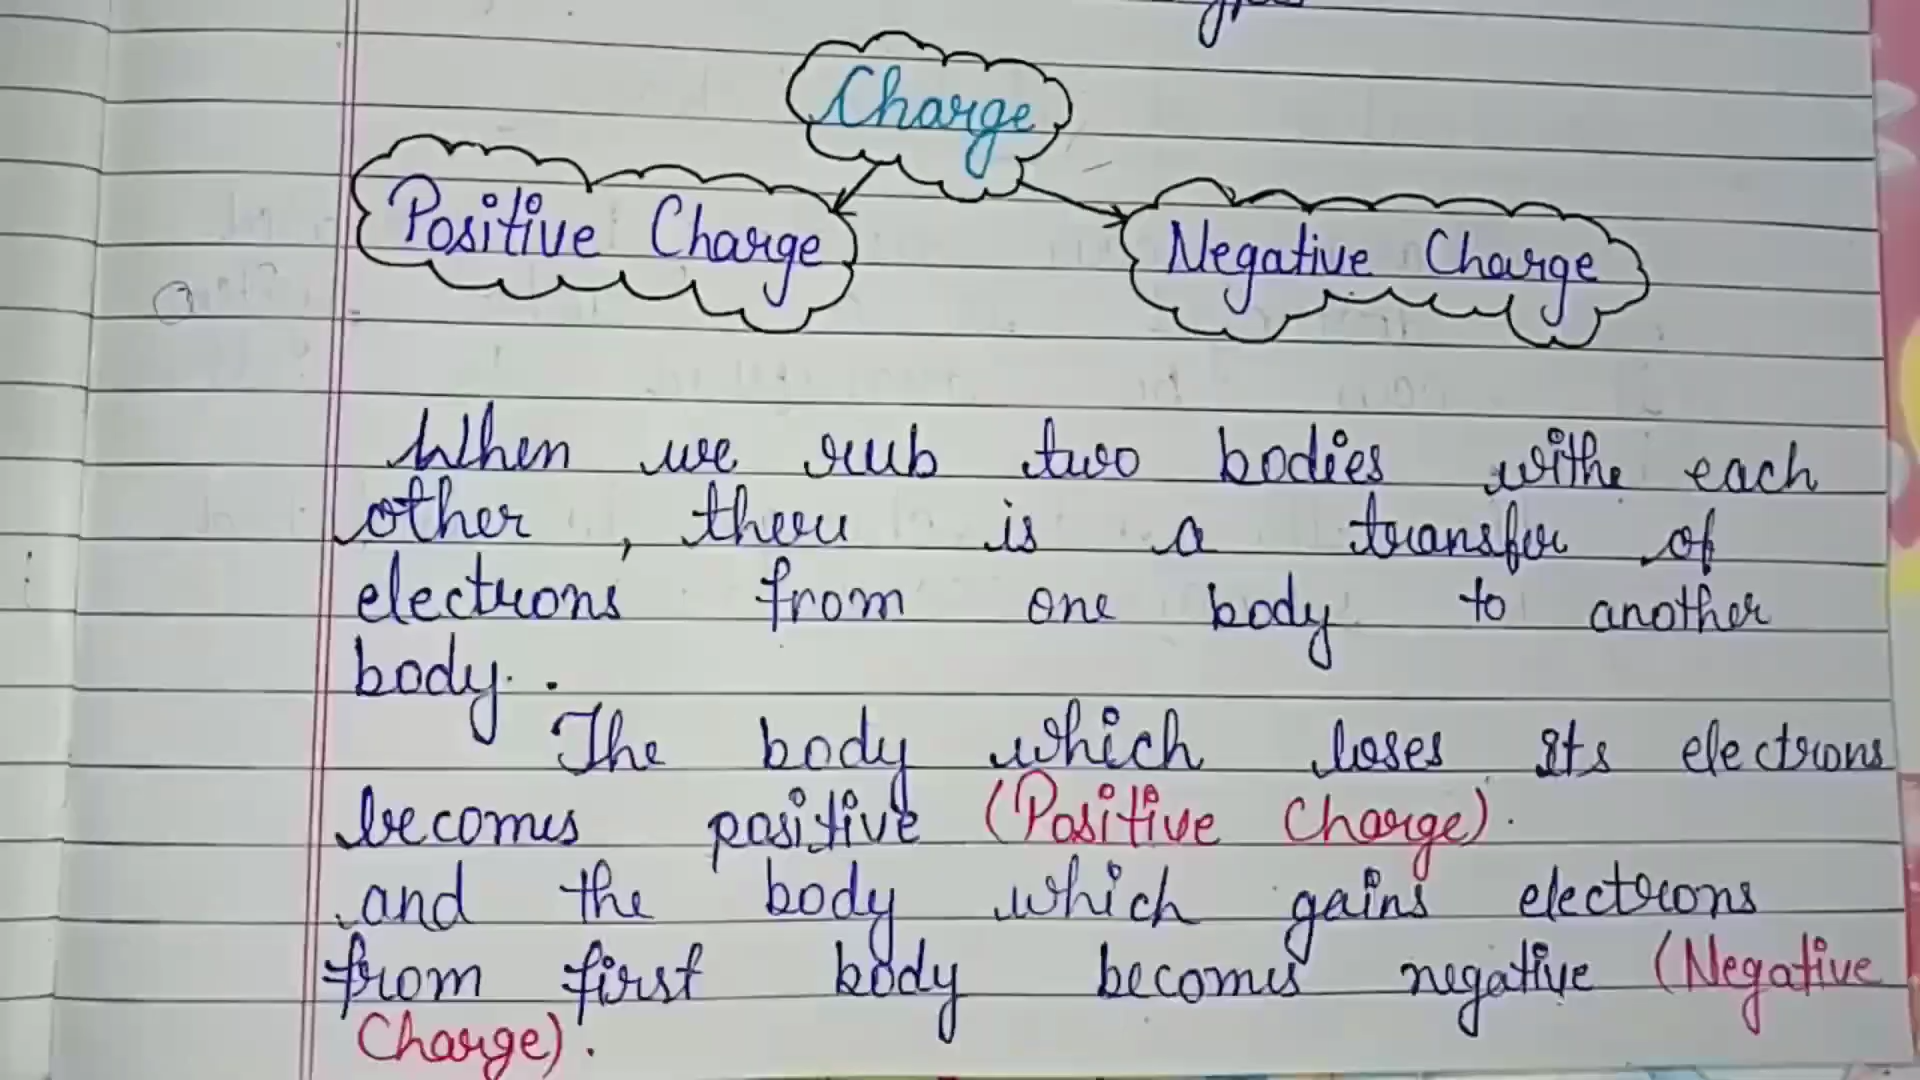 Charge
Positive Charge
Negative Charge
When we rub two bodies withe each
other, there is a transfer of
electrons from one body to another
body.
The body which loses its electrons
becomes positive (Positive Charge).
and the body which gains electrons
from first body becomes negative (Negative
Charge).